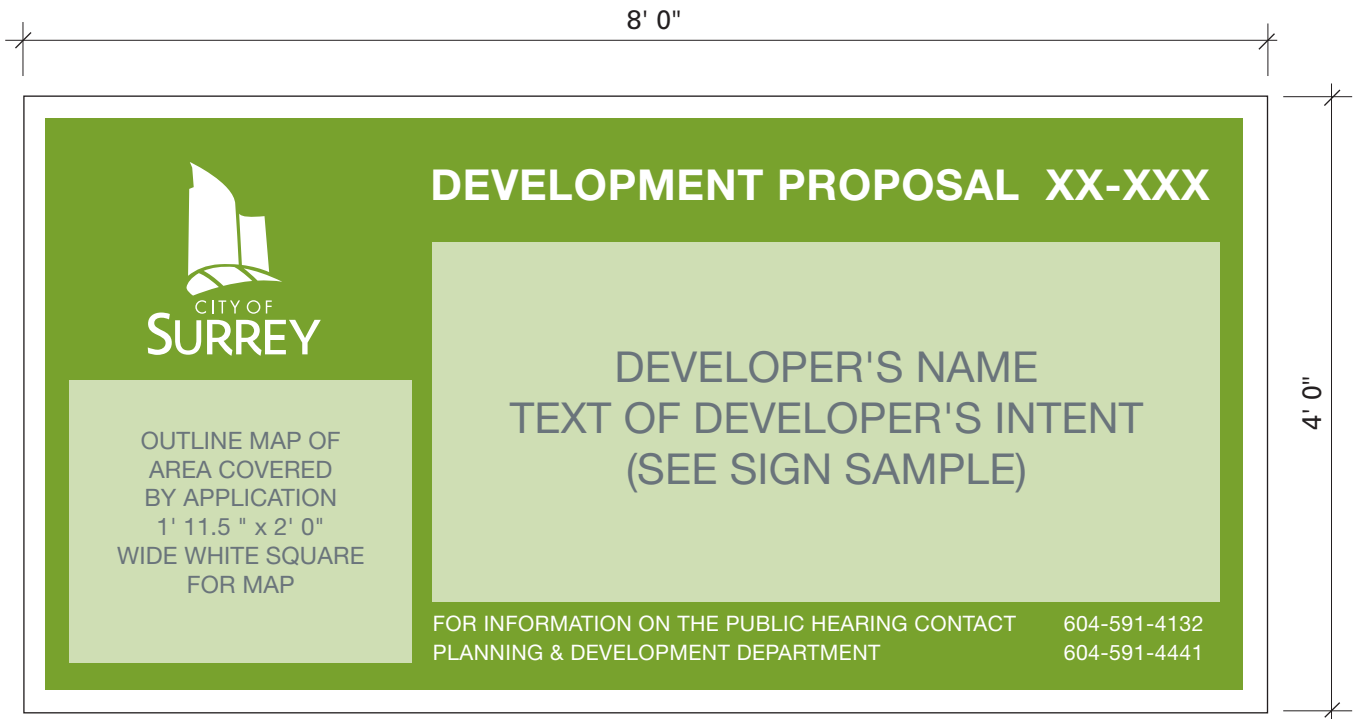 8' 0"
DEVELOPMENT PROPOSAL XX-XXX
CITY OF
SURREY
DEVELOPER'S NAME
TEXT OF DEVELOPER'S INTENT
(SEE SIGN SAMPLE)
4' 0"
OUTLINE MAP OF
AREA COVERED
BY APPLICATION
1' 11.5 " x 2' 0"
WIDE WHITE SQUARE
FOR MAP
FOR INFORMATION ON THE PUBLIC HEARING CONTACT 604-591-4132
PLANNING & DEVELOPMENT DEPARTMENT 604-591-4441